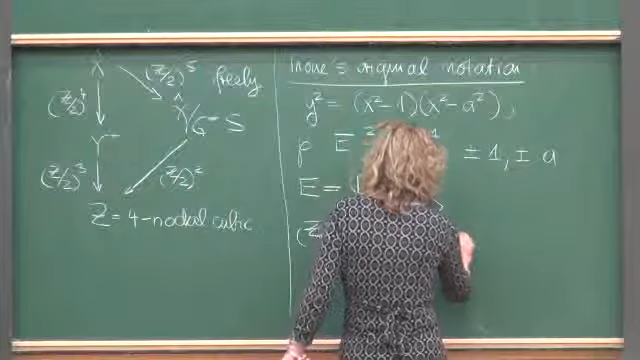 X
(Z/2)⁵ freely
(Z/2)⁴
X/G = S
Y
(Z/2)³
(Z/2)²
Z = 4-nodal cubic
Inoue's original notation
y² = (x²-1)(x²-a²),
p E
± 1, ± a
E =
(Z